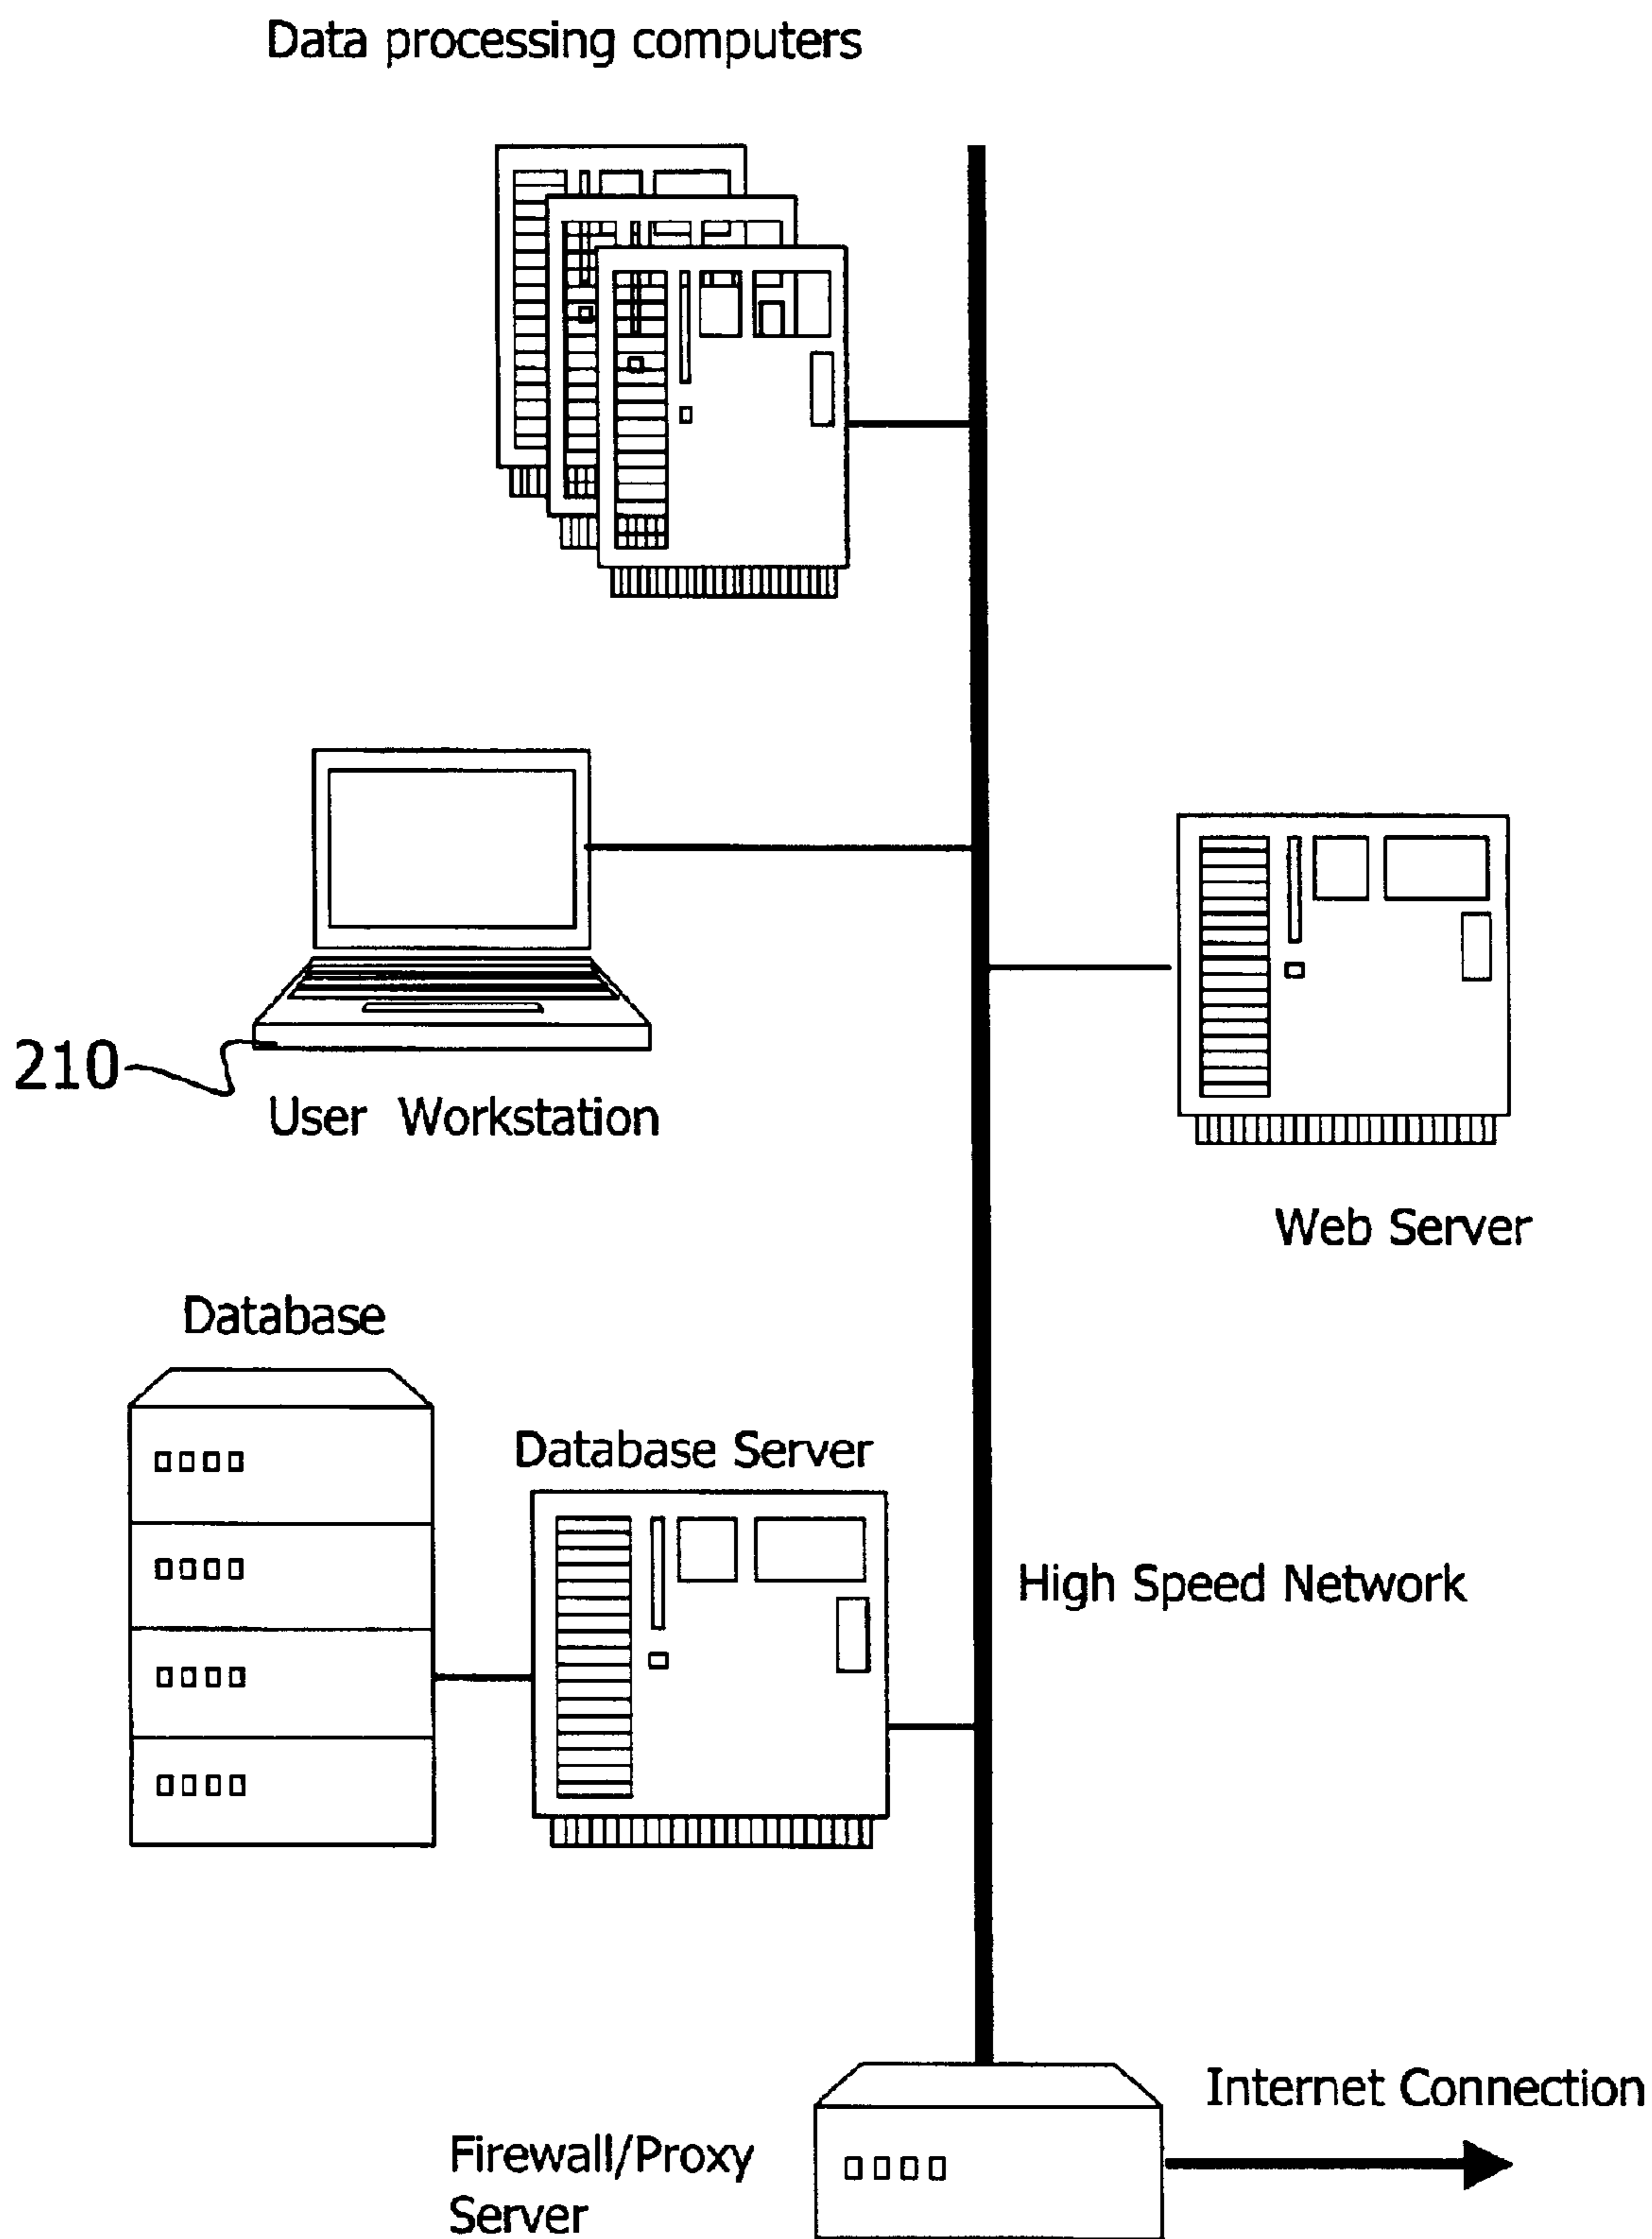 Data processing computers
210
User Workstation
Web Server
Database
Database Server
High Speed Network
Internet Connection
Firewall/Proxy
Server